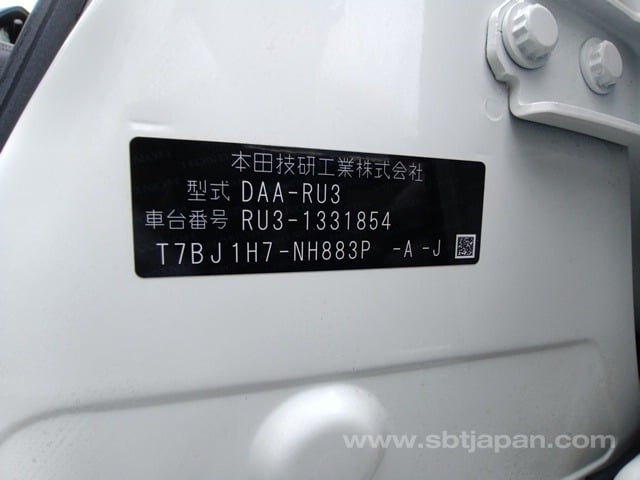 本田技研工業株式会社
型式 DAA-RU3
車台番号 RU3-1331854
T7BJ1H7-NH883P -A -J
www.sbtjapan.com